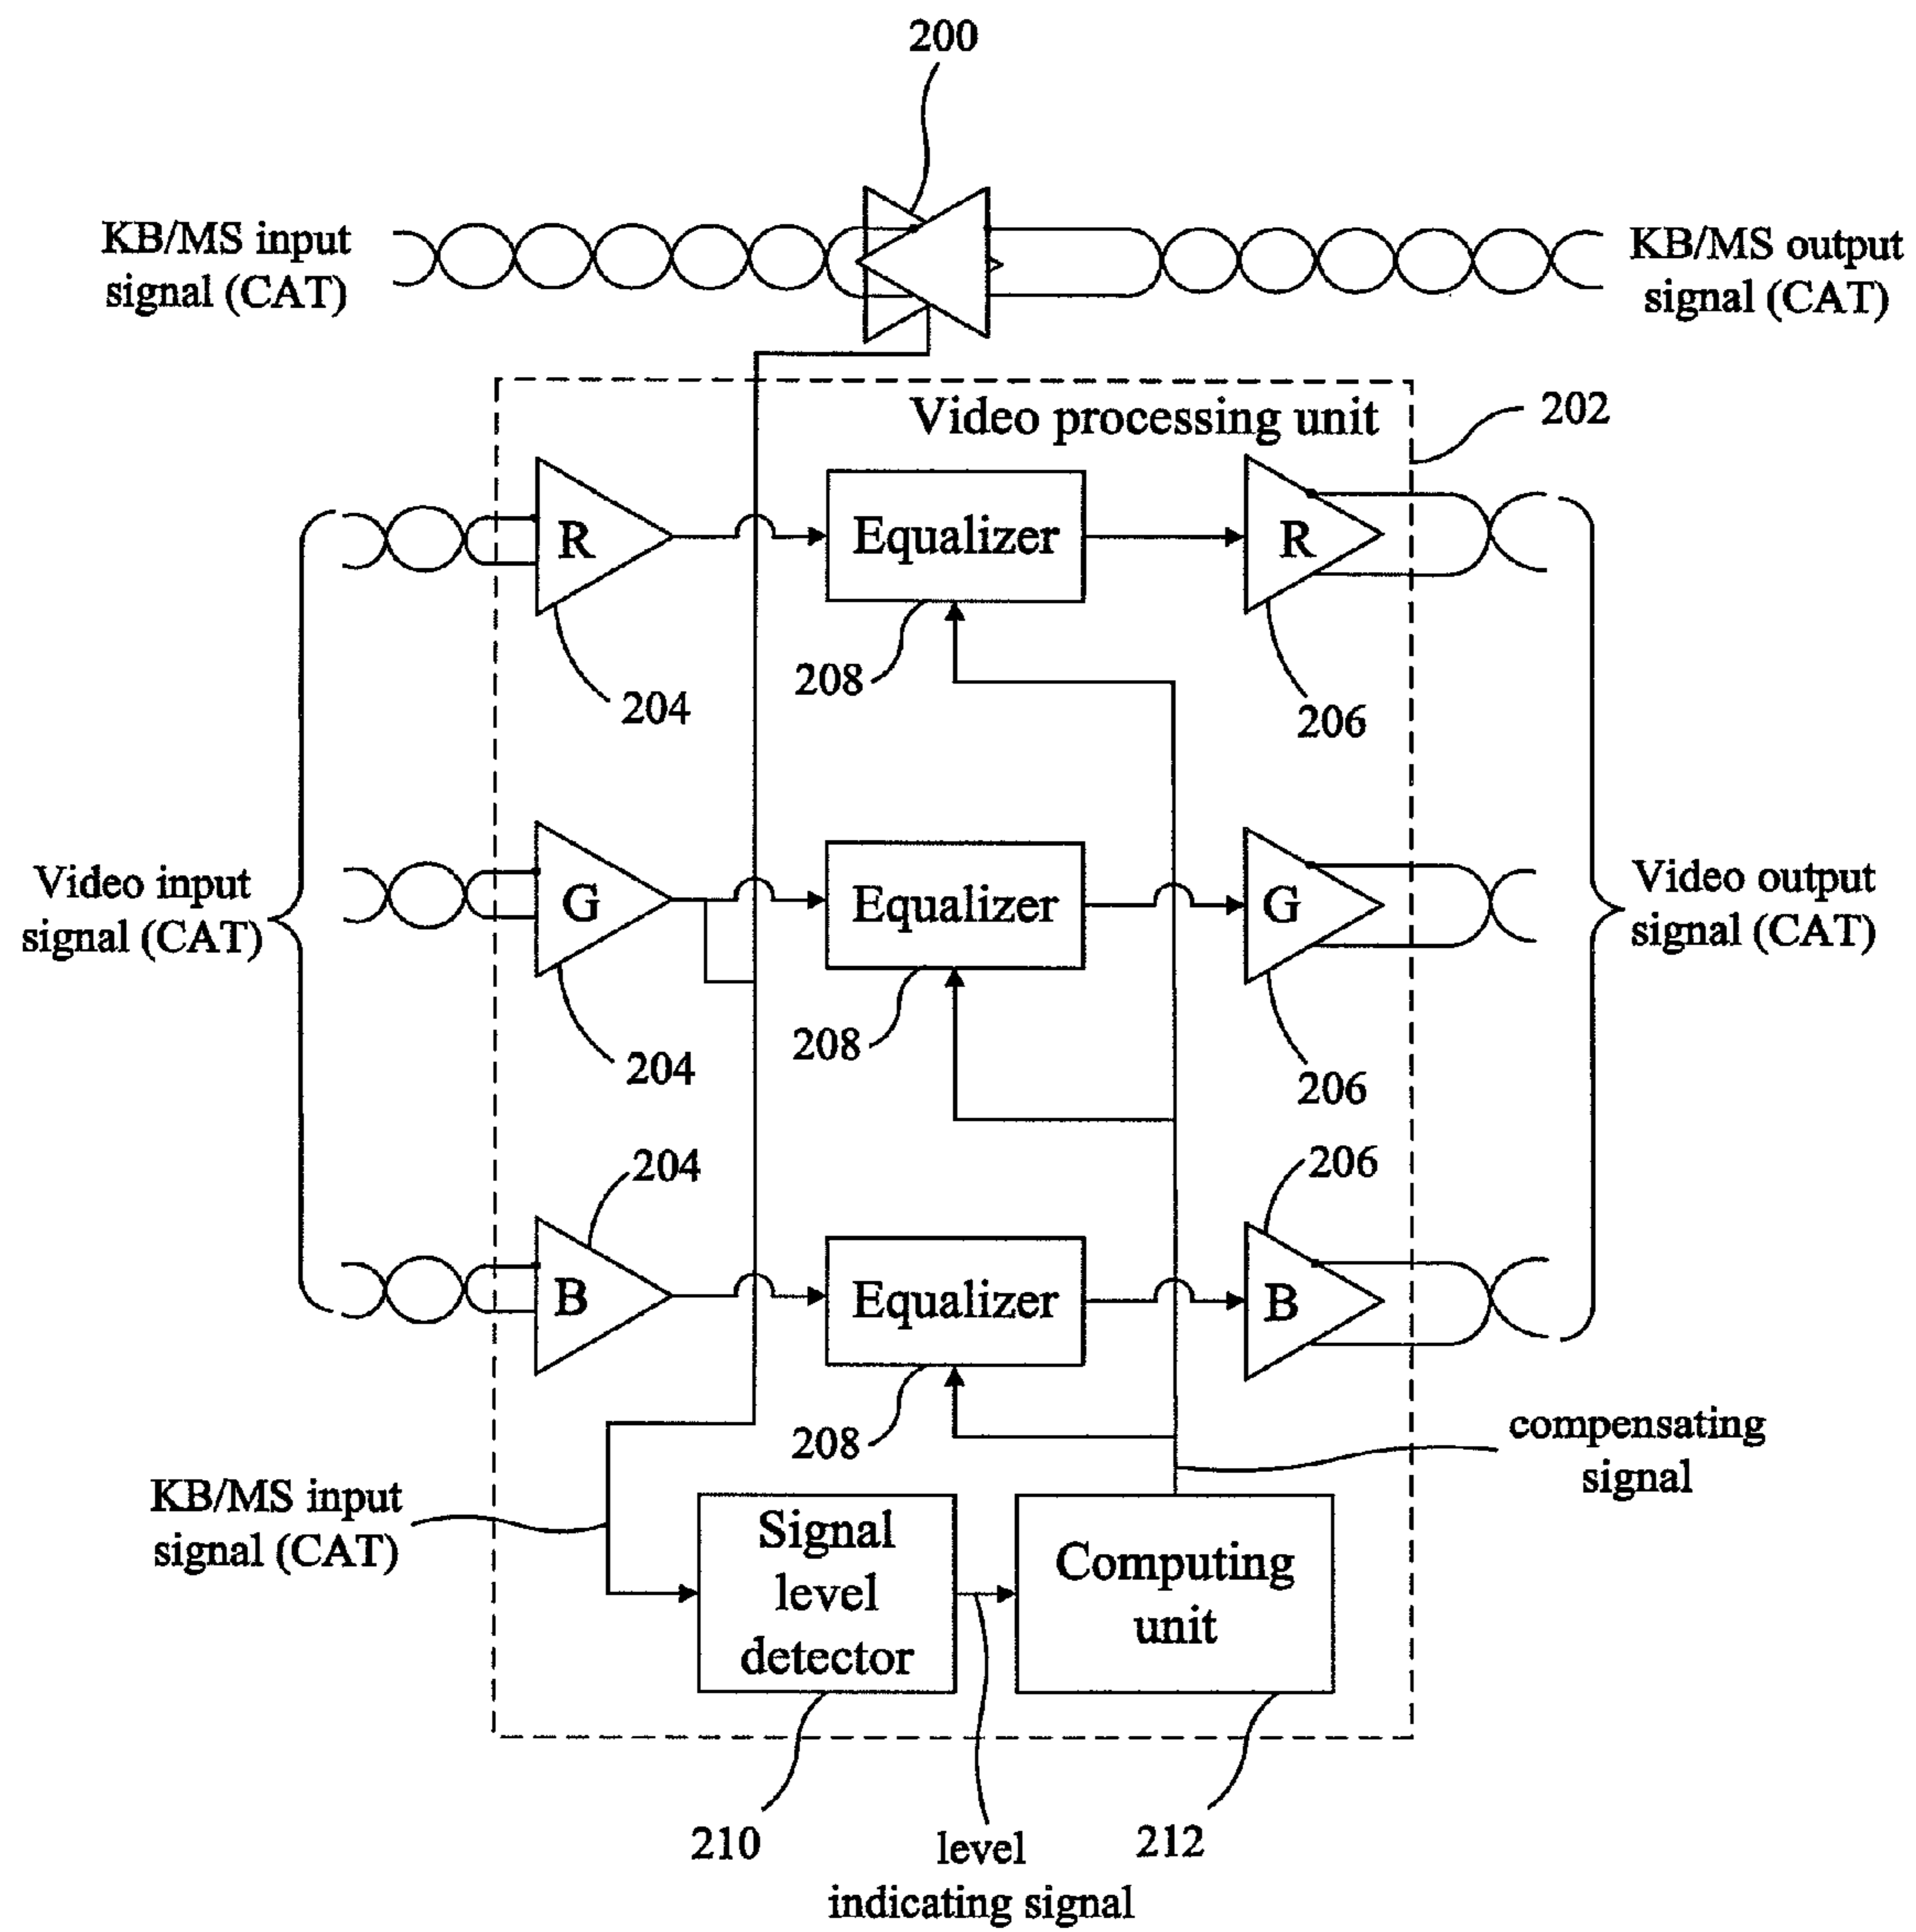 200
KB/MS input
signal (CAT)
KB/MS output
signal (CAT)
Video processing unit
202
R
Equalizer
R
204
208
206
Video input
signal (CAT)
G
Equalizer
G
Video output
signal (CAT)
204
208
206
204
206
B
Equalizer
B
208
compensating
signal
KB/MS input
signal (CAT)
Signal
level
detector
Computing
unit
210
level
indicating signal
212